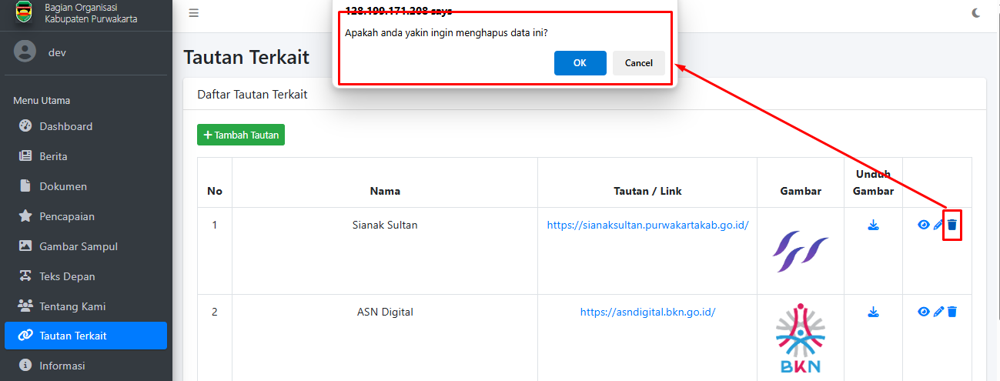 Bagian Organisasi
Kabupaten Purwakarta
dev
Menu Utama
Dashboard
Berita
Dokumen
Pencapaian
Gambar Sampul
Teks Depan
Tentang Kami
Tautan Terkait
Informasi
128.199.171.208 says
Apakah anda yakin ingin menghapus data ini?
OK Cancel
Tautan Terkait
Daftar Tautan Terkait
+ Tambah Tautan
No Nama Tautan / Link Gambar Unduh Gambar
1 Sianak Sultan https://sianaksultan.purwakartakab.go.id/
2 ASN Digital https://asndigital.bkn.go.id/
BKN